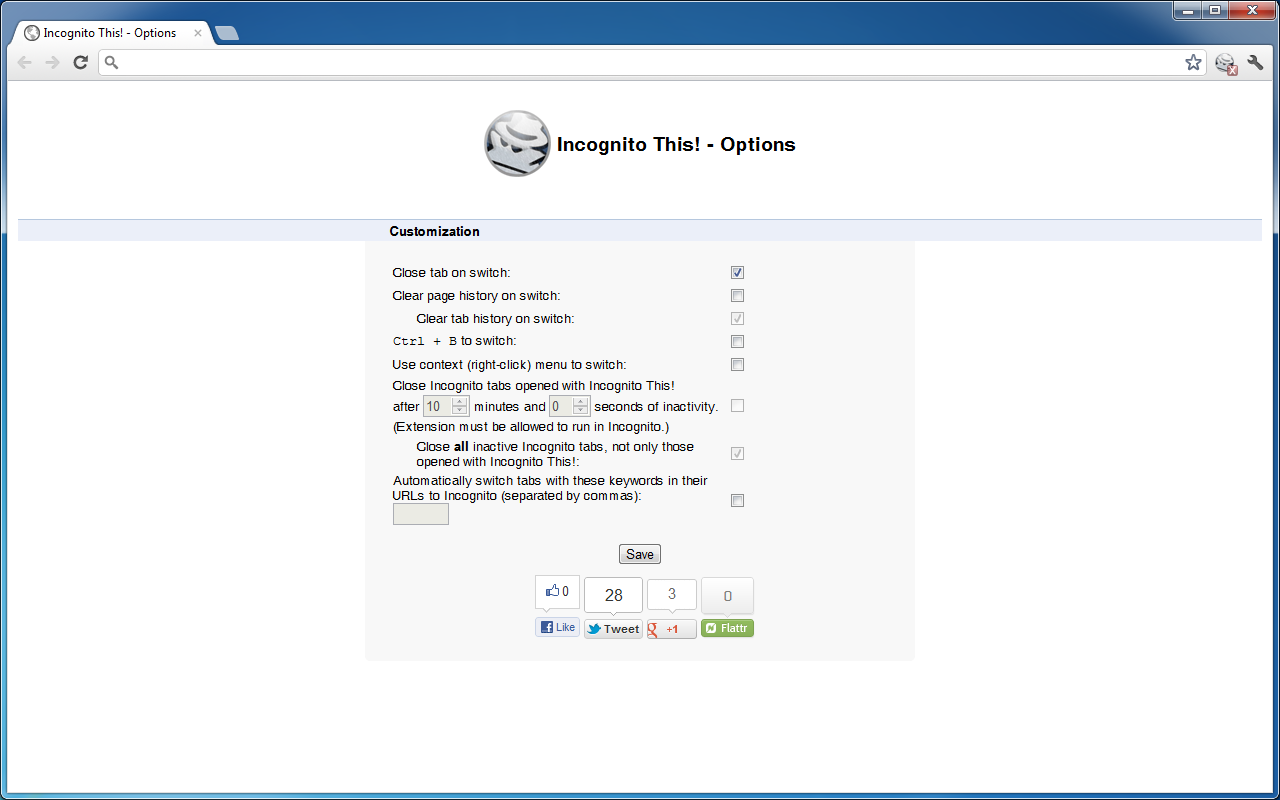 Incognito This! - Options
Incognito This! - Options
Customization
Close tab on switch:
Clear page history on switch:
Clear tab history on switch:
Ctrl + B to switch:
Use context (right-click) menu to switch:
Close Incognito tabs opened with Incognito This!
after 10 minutes and 0 seconds of inactivity.
(Extension must be allowed to run in Incognito.)
Close all inactive Incognito tabs, not only those
opened with Incognito This!:
Automatically switch tabs with these keywords in their
URLs to Incognito (separated by commas):
Save
0 28 3 0
Like Tweet +1 Flattr